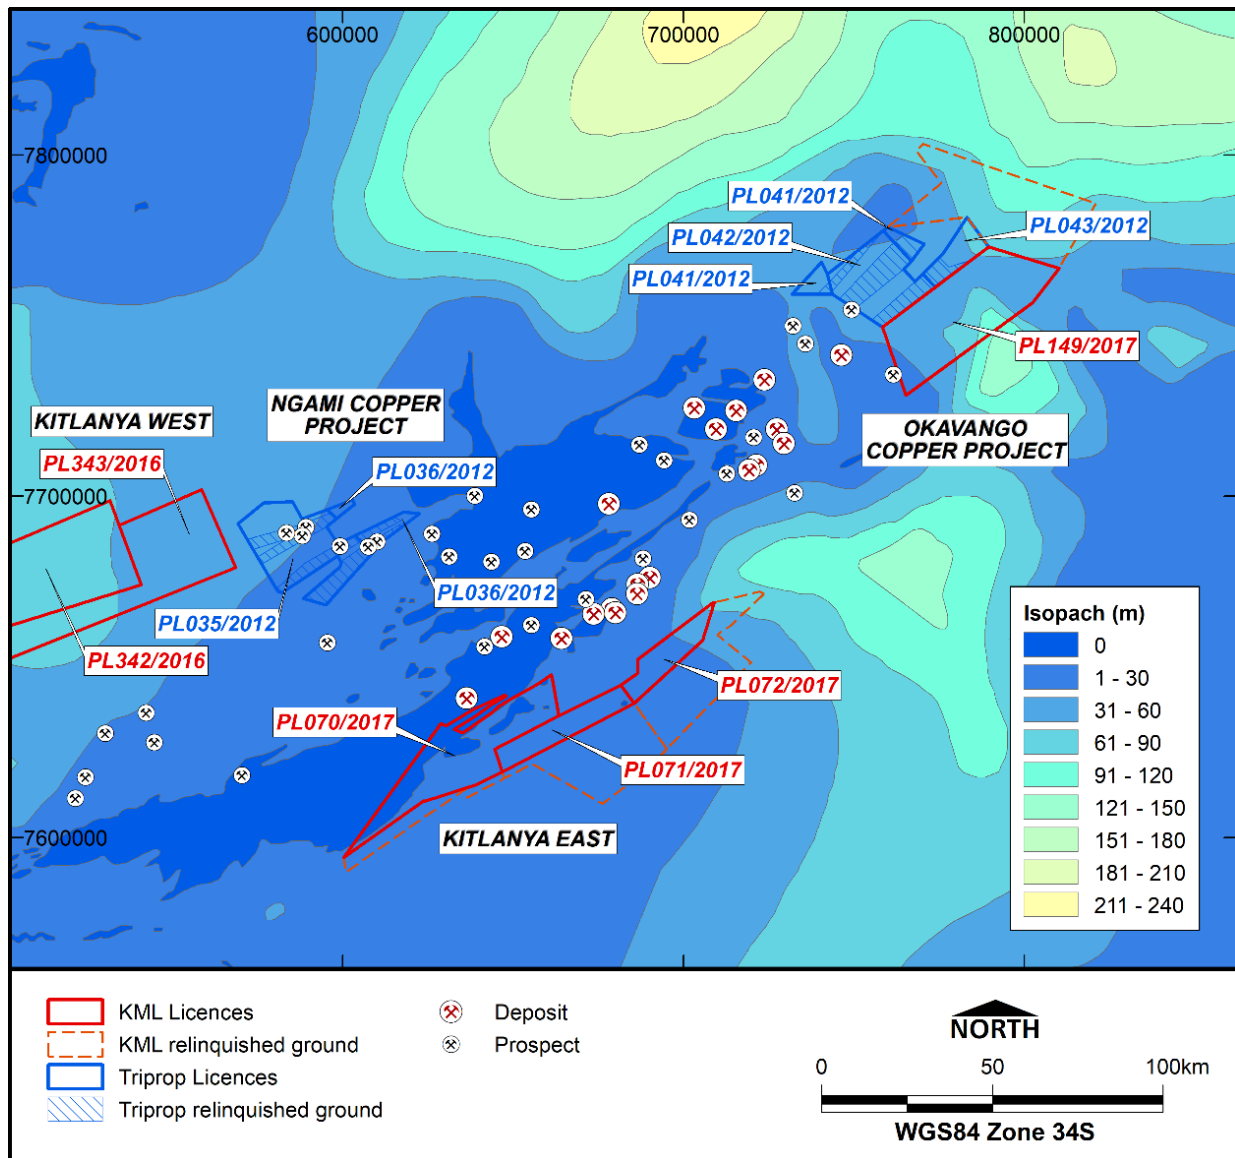 600000
700000
800000
7800000
PL041/2012
PL042/2012
PL043/2012
PL041/2012
PL149/2017
NGAMI COPPER
PROJECT
KITLANYA WEST
OKAVANGO
COPPER PROJECT
PL343/2016
PL036/2012
7700000
PL036/2012
PL035/2012
PL342/2016
PL072/2017
PL070/2017
PL071/2017
7600000
KITLANYA EAST
Isopach (m)
0
1 - 30
31 - 60
61 - 90
91 - 120
121 - 150
151 - 180
181 - 210
211 - 240
KML Licences
KML relinquished ground
Triprop Licences
Triprop relinquished ground
Deposit
Prospect
NORTH
0 50 100km
WGS84 Zone 34S